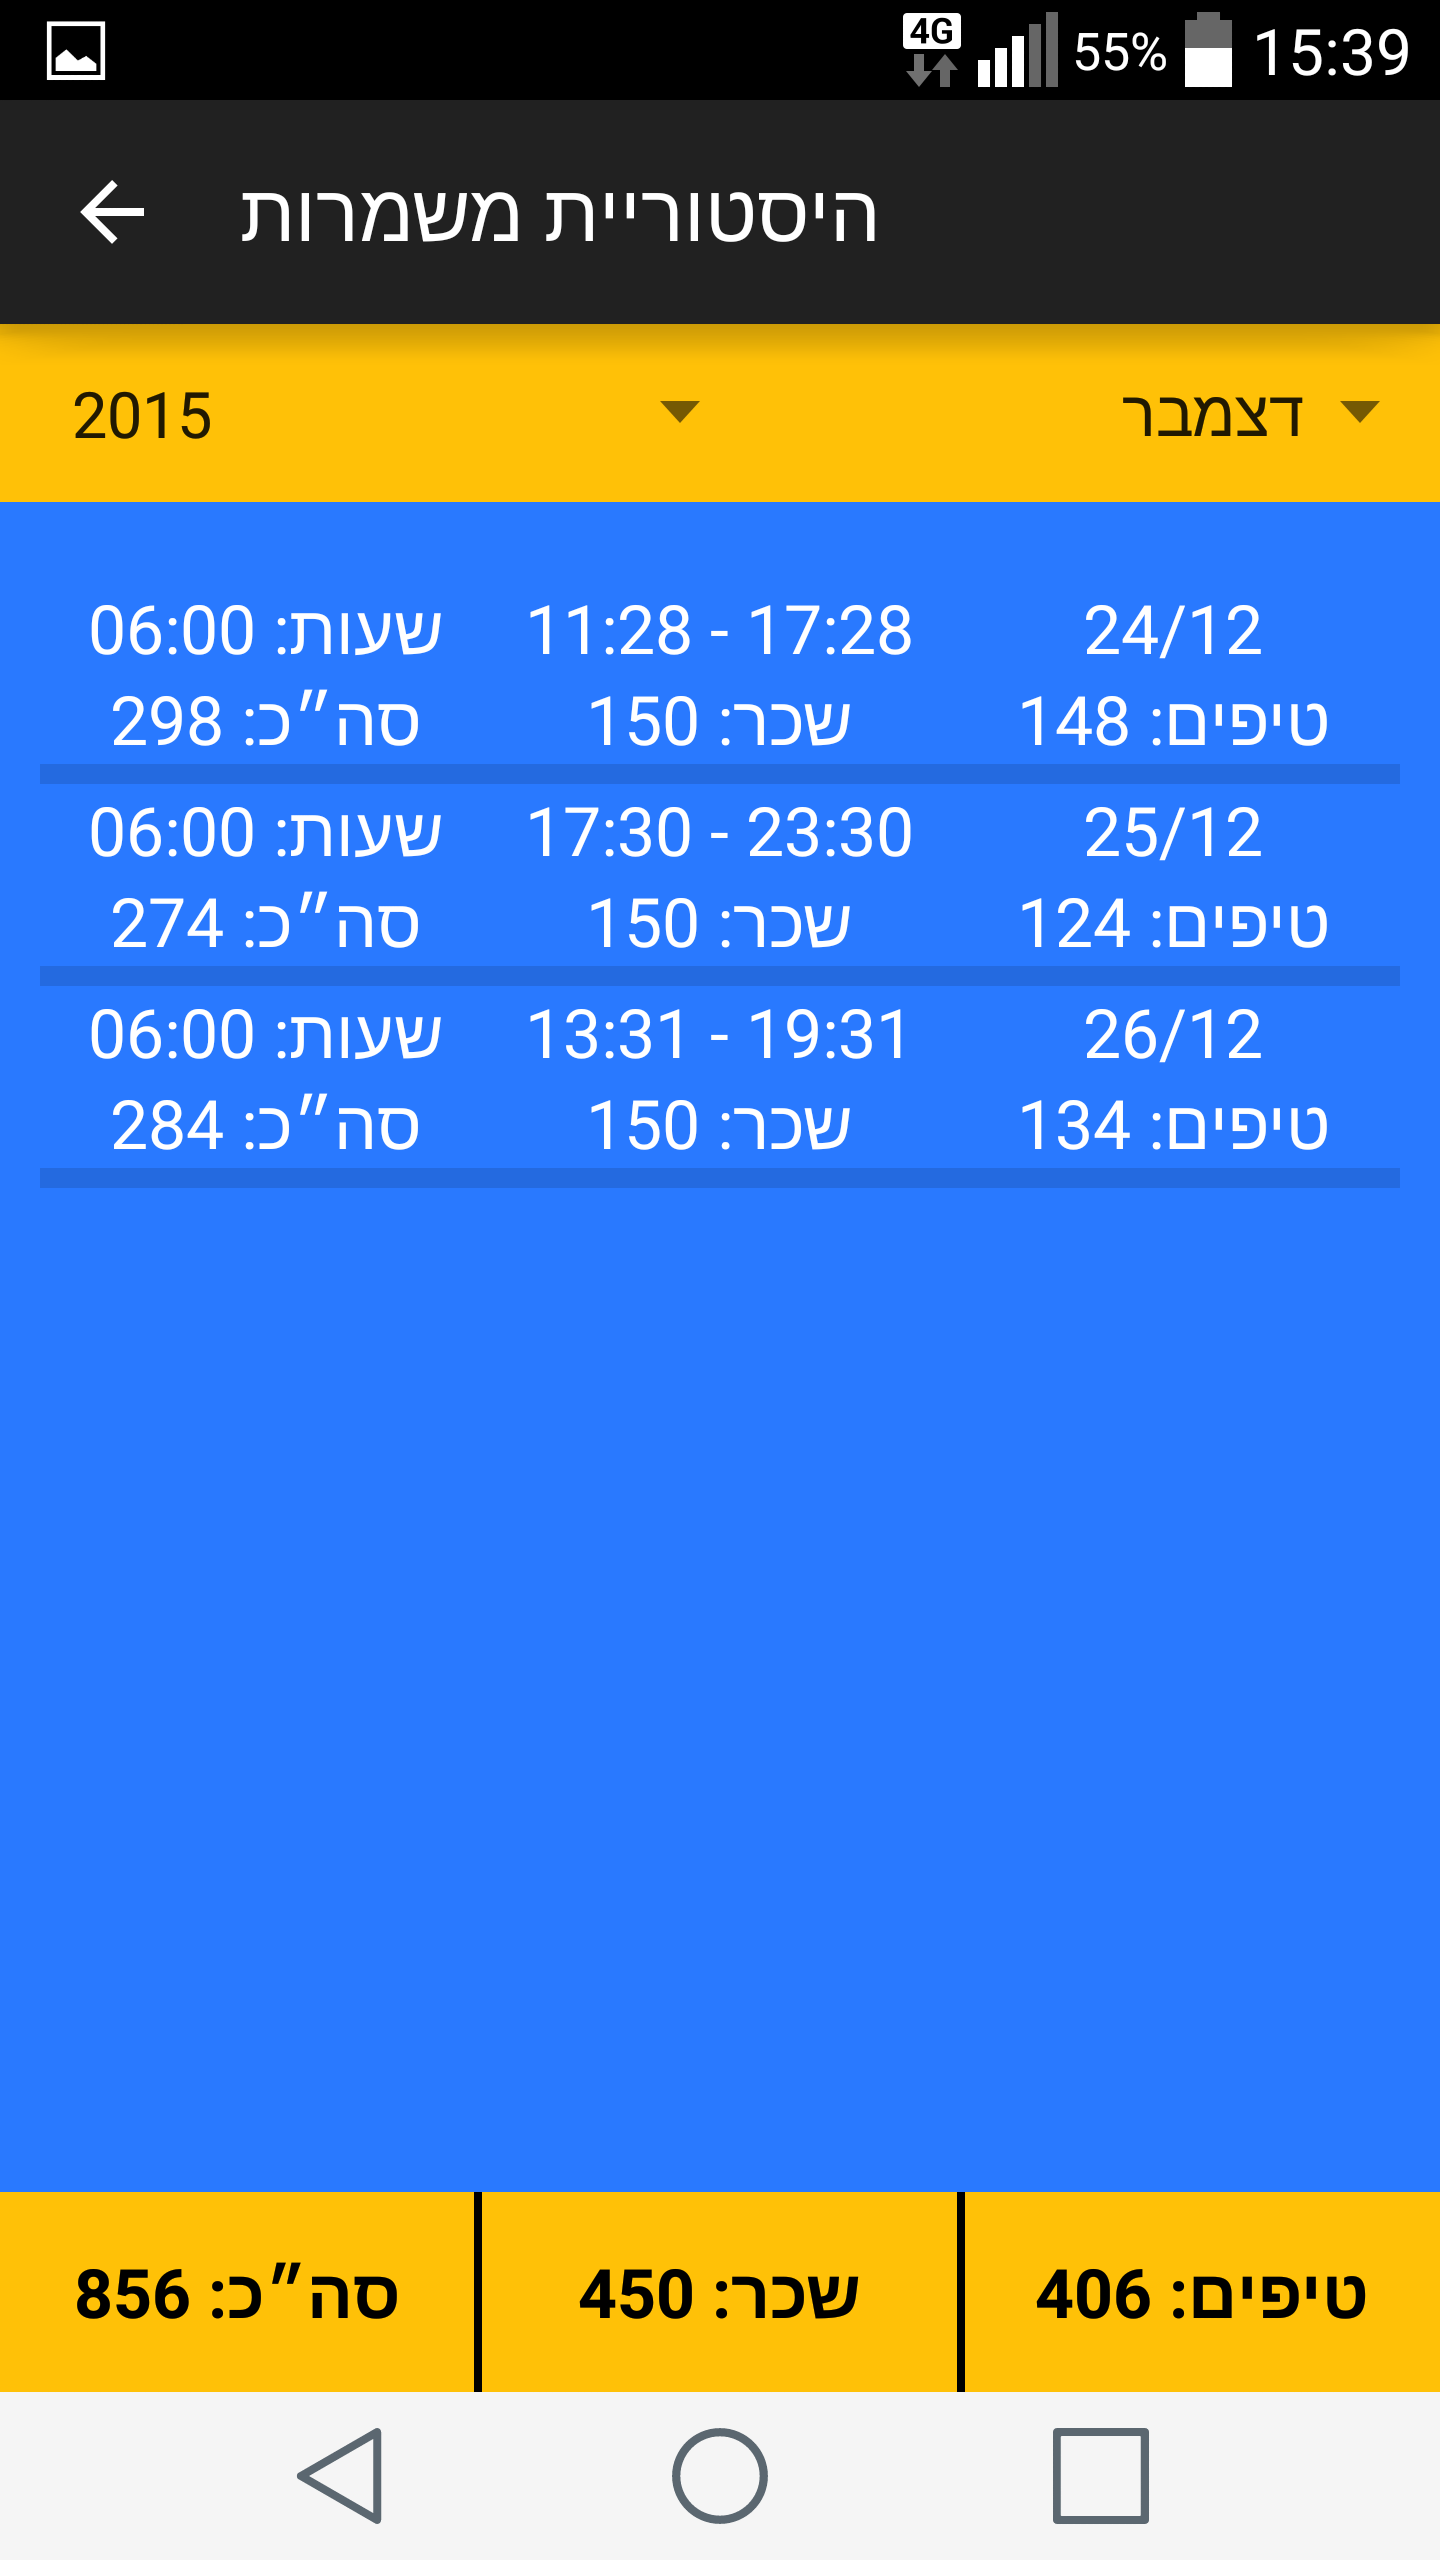 4G 55% 15:39
היסטוריית משמרות
דצמבר 2015
24/12 11:28 - 17:28 שעות: 06:00
טיפים: 148 שכר: 150 סה״כ: 298
25/12 17:30 - 23:30 שעות: 06:00
טיפים: 124 שכר: 150 סה״כ: 274
26/12 13:31 - 19:31 שעות: 06:00
טיפים: 134 שכר: 150 סה״כ: 284
טיפים: 406 שכר: 450 סה״כ: 856